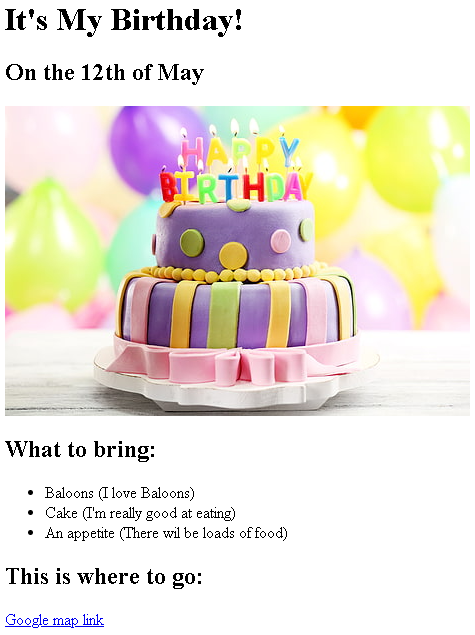 It's My Birthday!
On the 12th of May
HAPPY
BIRTHDAY
What to bring:
Baloons (I love Baloons)
Cake (I'm really good at eating)
An appetite (There wil be loads of food)
This is where to go:
Google map link